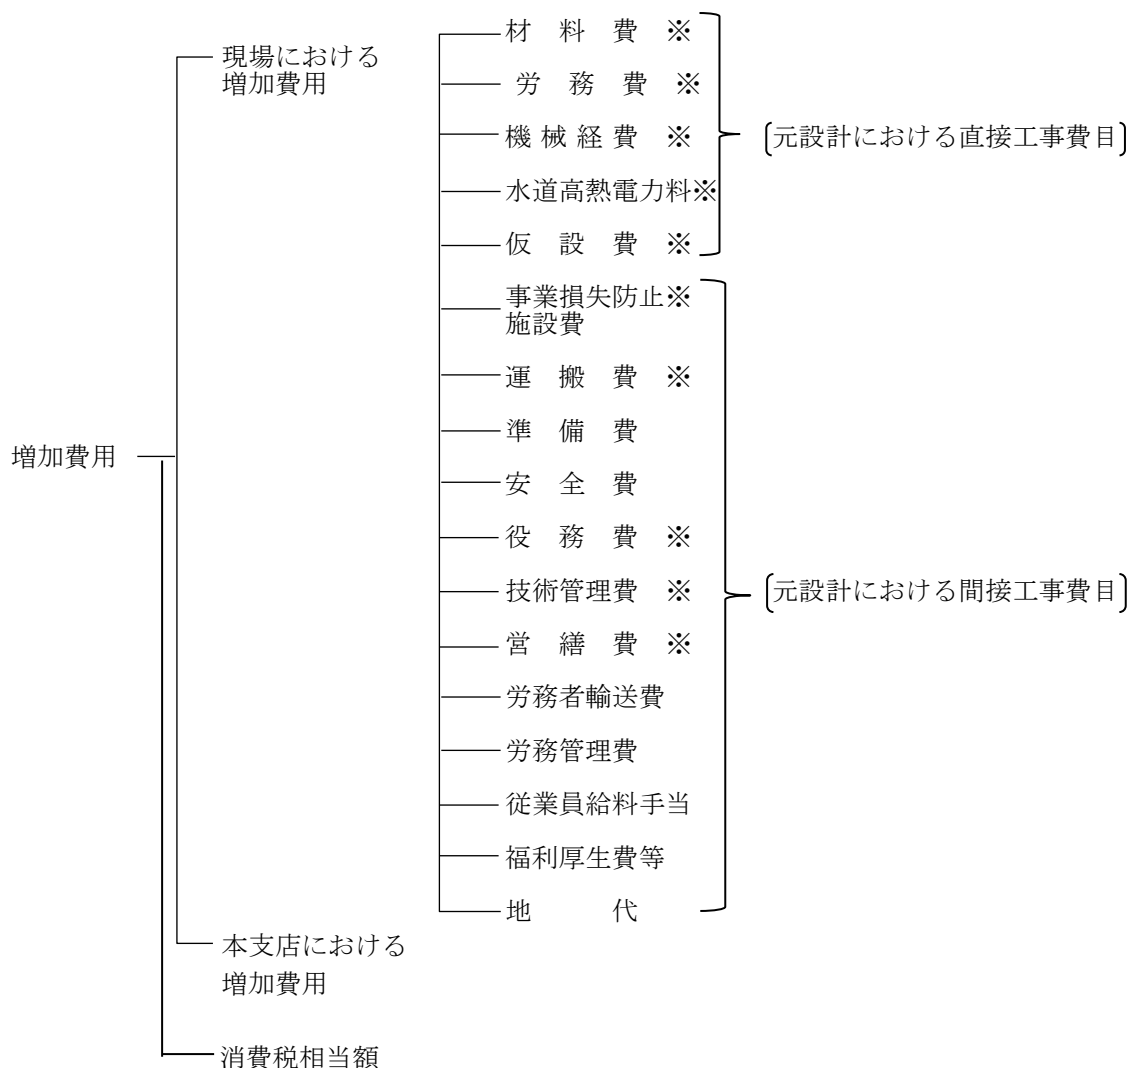 増加費用
現場における
増加費用
材料費 ※
労務費 ※
機械経費 ※
水道高熱電力料※
仮設費 ※
〔元設計における直接工事費目〕
事業損失防止※
施設費
運搬費 ※
準備費
安全費
役務費 ※
技術管理費 ※
営繕費 ※
労務者輸送費
労務管理費
従業員給料手当
福利厚生費等
地代
〔元設計における間接工事費目〕
本支店における
増加費用
消費税相当額